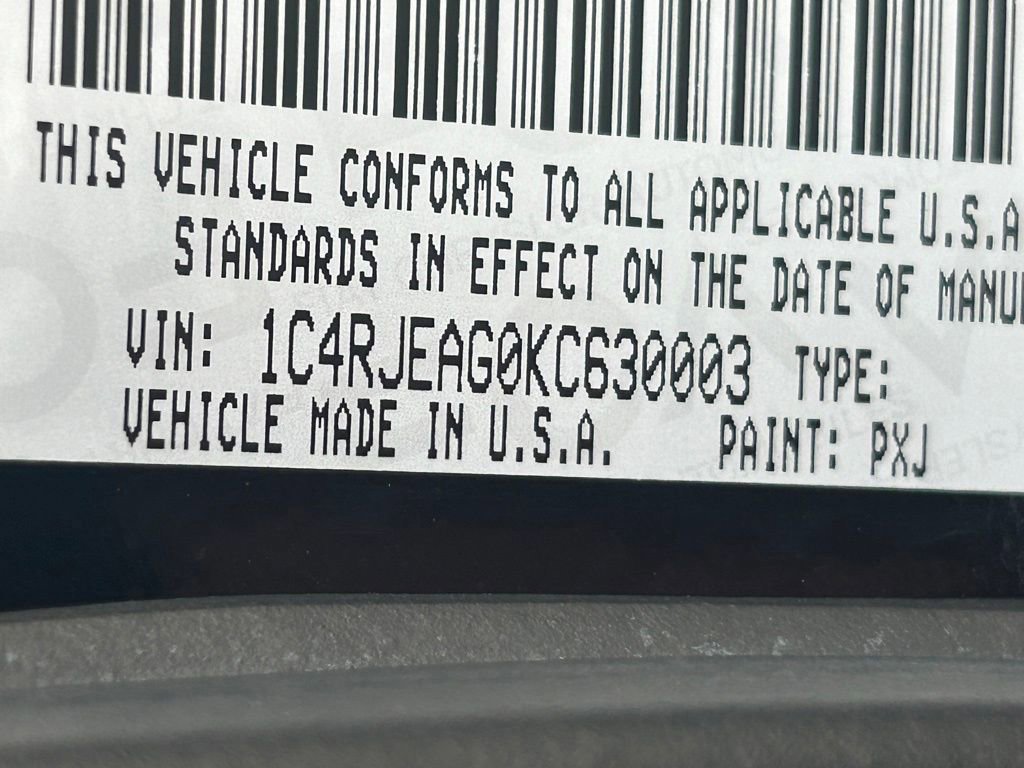 THIS VEHICLE CONFORMS TO ALL APPLICABLE U.S.A
STANDARDS IN EFFECT ON THE DATE OF MANU
VIN: 1C4RJEAG0KC630003 TYPE:
VEHICLE MADE IN U.S.A. PAINT: PXJ